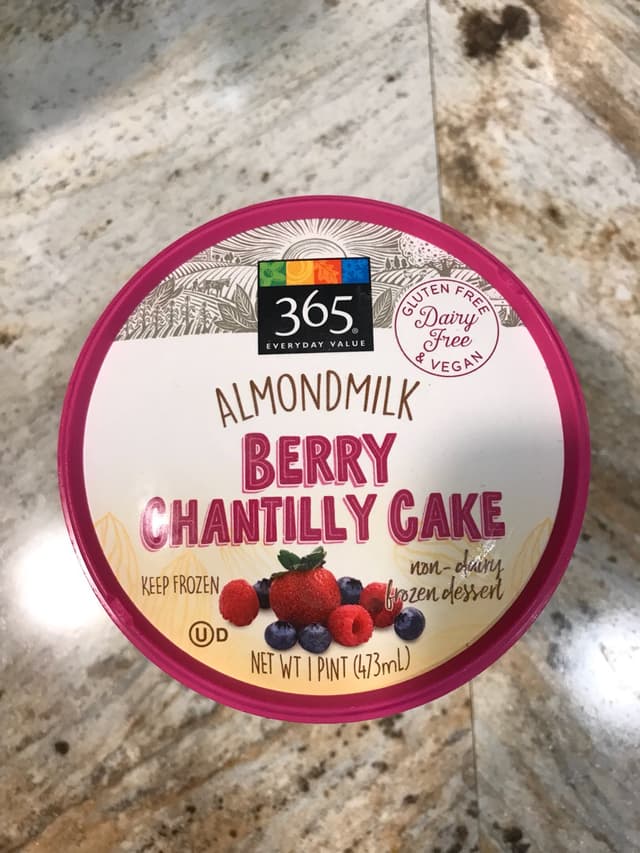 365
EVERYDAY VALUE
GLUTEN FREE
Dairy
Free
& VEGAN
ALMONDMILK
BERRY
CHANTILLY CAKE
non-dairy
frozen dessert
KEEP FROZEN
U D
NET WT 1 PINT (473mL)